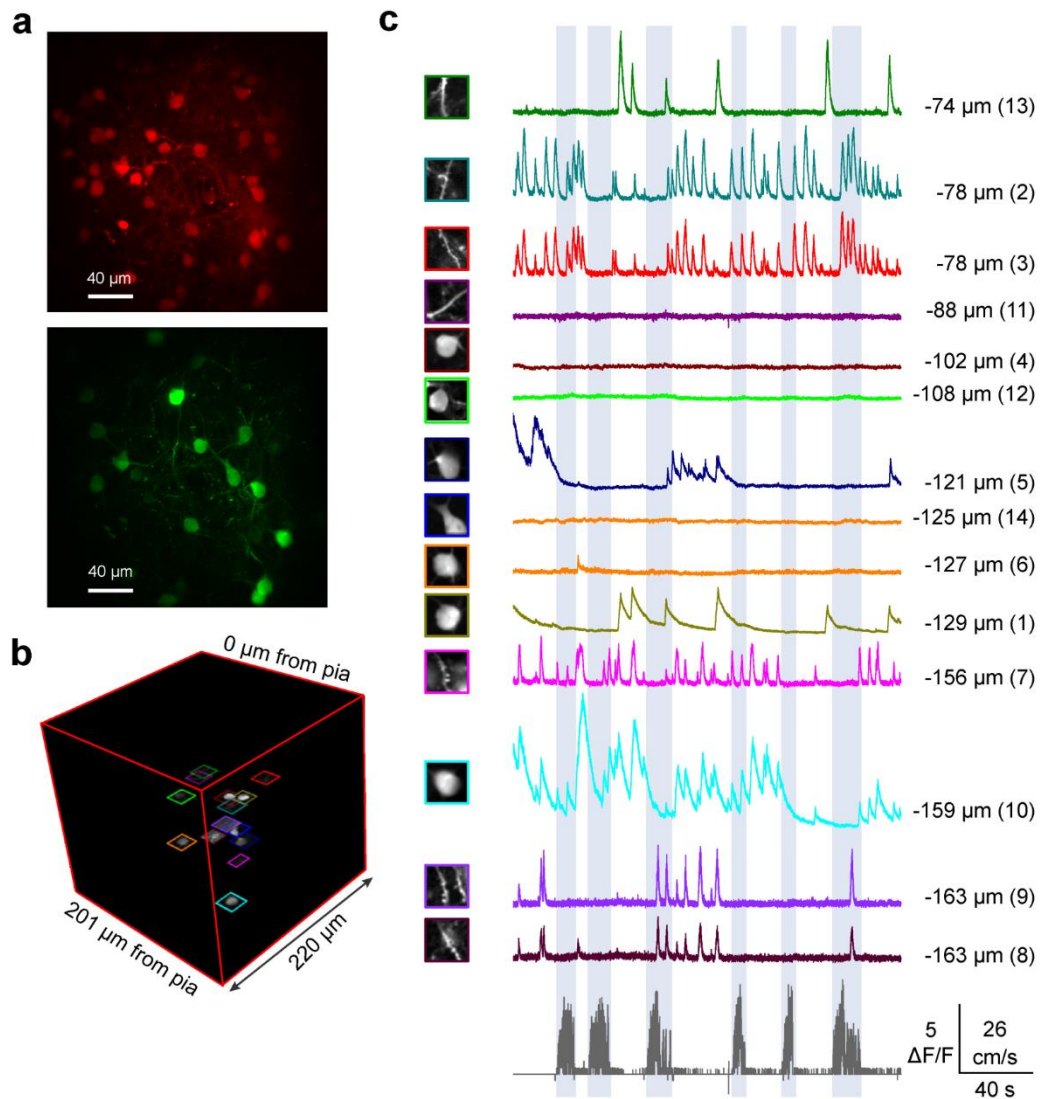 a
40 µm
40 µm
b
0 µm from pia
201 µm from pia
220 µm
c
-74 µm (13)
-78 µm (2)
-78 µm (3)
-88 µm (11)
-102 µm (4)
-108 µm (12)
-121 µm (5)
-125 µm (14)
-127 µm (6)
-129 µm (1)
-156 µm (7)
-159 µm (10)
-163 µm (9)
-163 µm (8)
5 26
ΔF/F cm/s
40 s